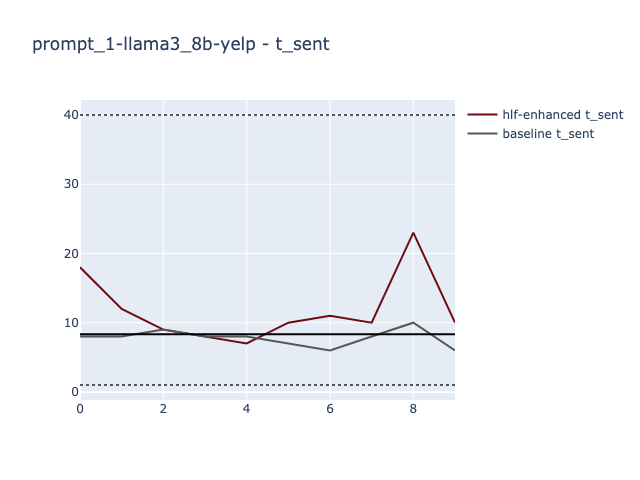 prompt_1-llama3_8b-yelp - t_sent
hlf-enhanced t_sent
baseline t_sent
40
30
20
10
0
0 2 4 6 8